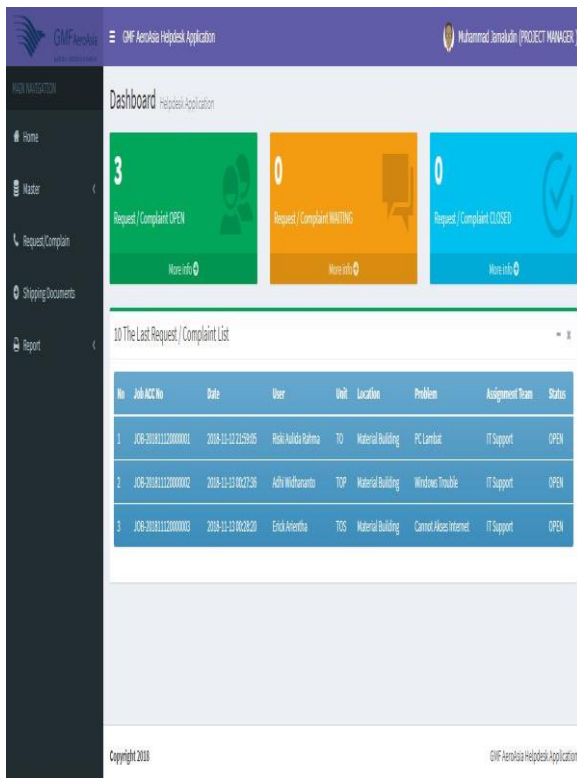 GMF AeroAsia
☰ GMF AeroAsia Helpdesk Application
Muhammad Jamaludin (PROJECT MANAGER )
MAIN NAVIGATION
Home
Master
Request/Complain
Shipping Documents
Report
Dashboard Helpdesk Application
3
Request / Complaint OPEN
More info
0
Request / Complaint WAITING
More info
0
Request / Complaint CLOSED
More info
10 The Last Request / Complaint List
No Job ACC No Date User Unit Location Problem Assignment Team Status
1 JOB-20181112000001 2018-11-12 21:59:05 Riski Aulida Rahma TO Material Building PC Lambat IT Support OPEN
2 JOB-20181112000002 2018-11-13 00:27:36 Adhi Widhananto TOP Material Building Windows Trouble IT Support OPEN
3 JOB-20181112000003 2018-11-13 00:28:20 Erick Arientha TOS Material Building Cannot Akses Internet IT Support OPEN
Copyright 2018
GMF AeroAsia Helpdesk Application